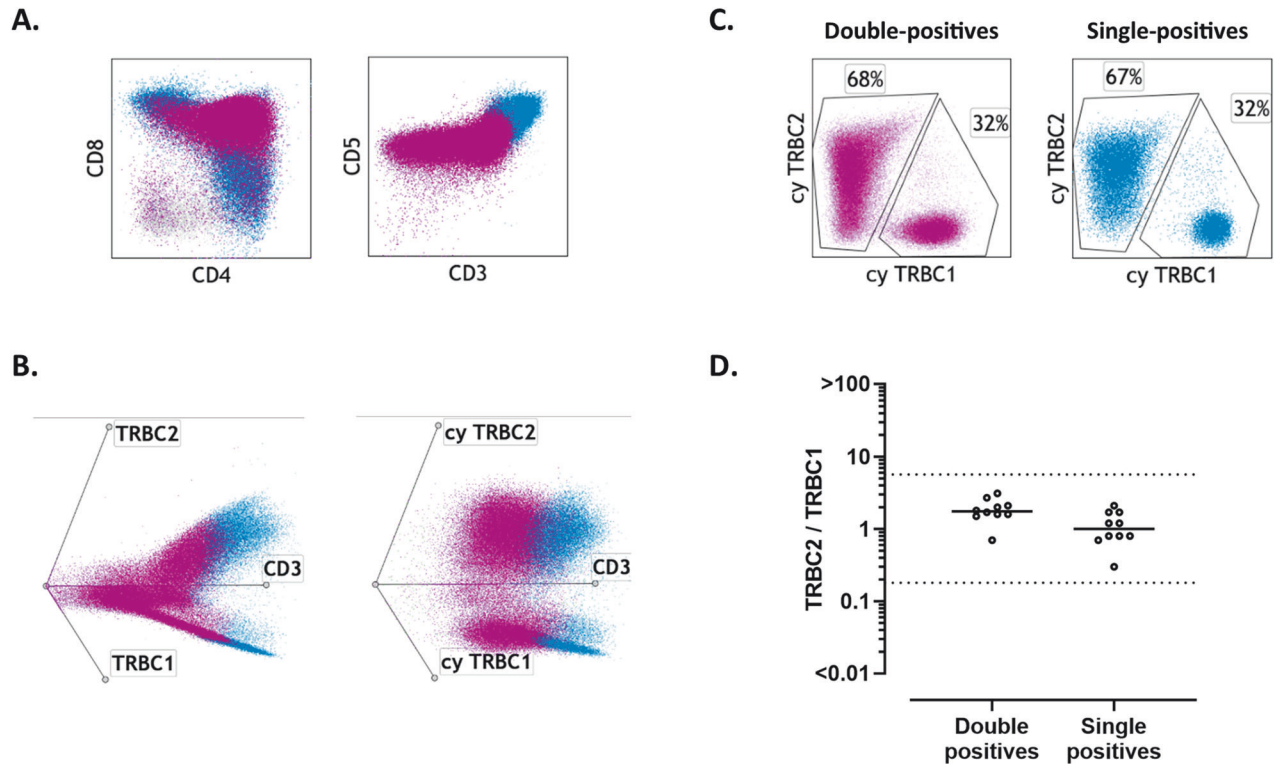 A.
CD8
CD4
CD5
CD3
B.
TRBC2
CD3
TRBC1
cy TRBC2
CD3
cy TRBC1
C.
Double-positives
68%
32%
cy TRBC2
cy TRBC1
Single-positives
67%
32%
cy TRBC2
cy TRBC1
D.
TRBC2 / TRBC1
>100
10
1
0.1
<0.01
Double
positives
Single
positives